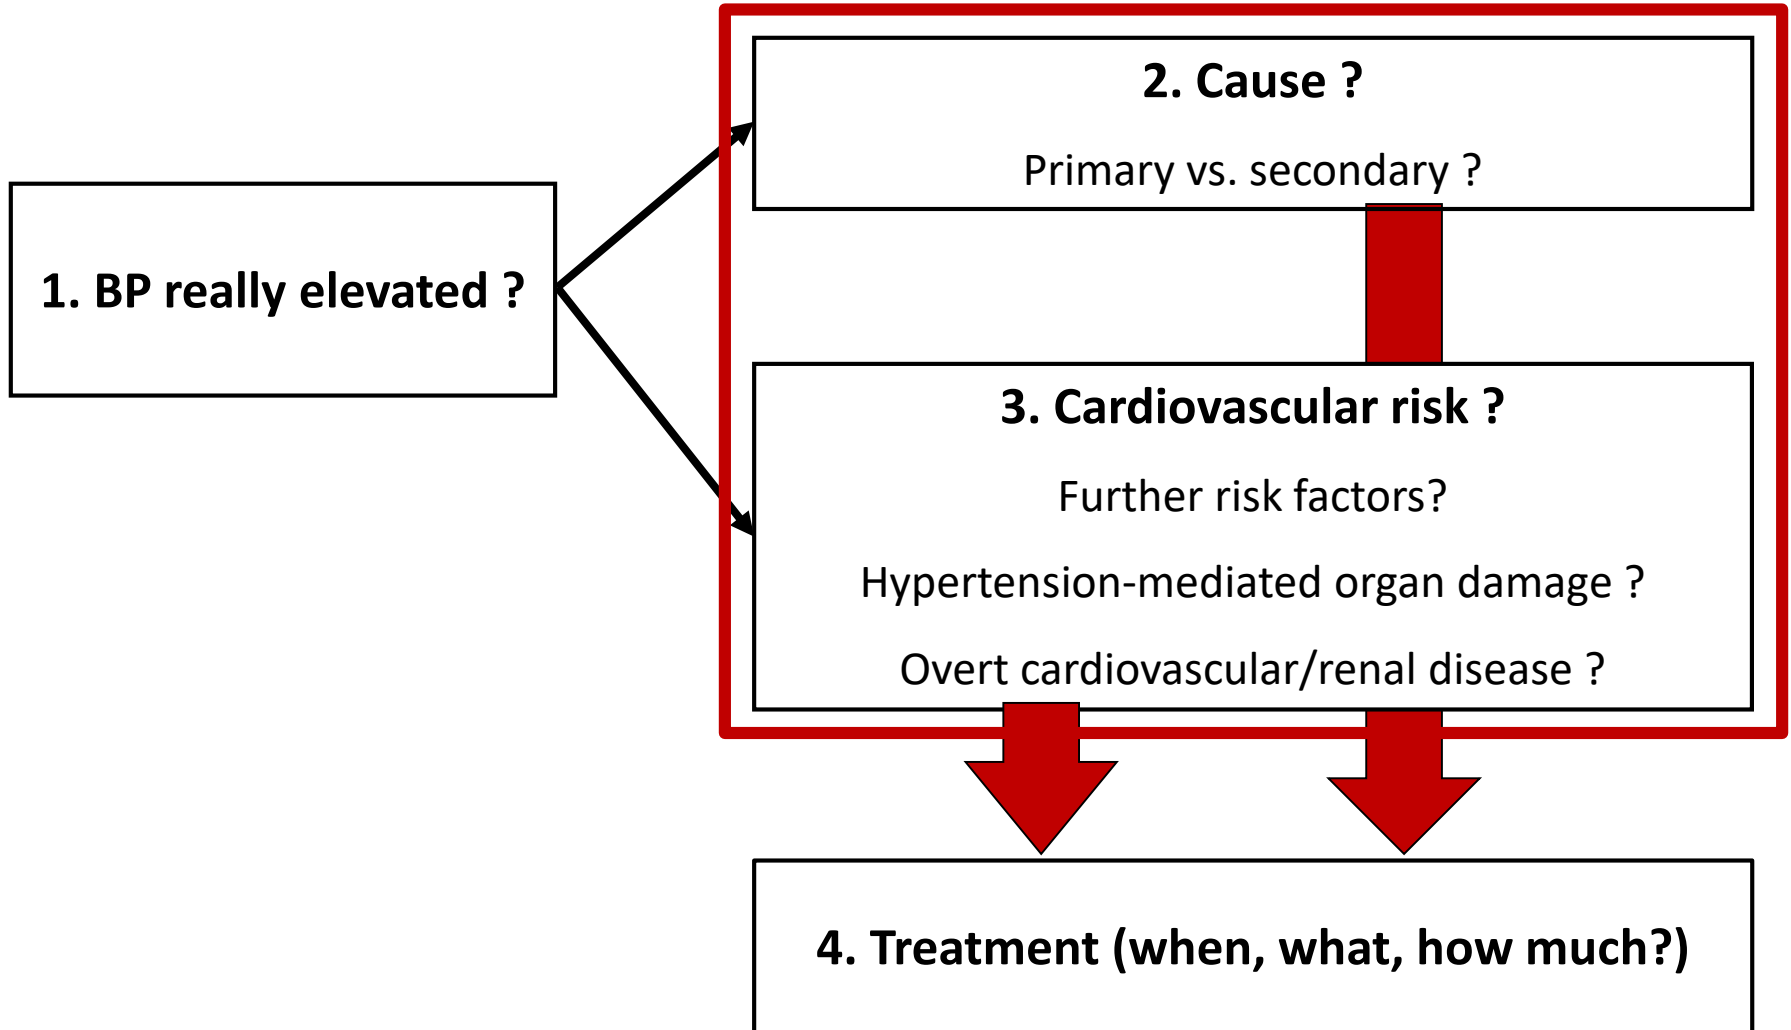 1. BP really elevated ?
2. Cause ?
Primary vs. secondary ?
3. Cardiovascular risk ?
Further risk factors?
Hypertension-mediated organ damage ?
Overt cardiovascular/renal disease ?
4. Treatment (when, what, how much?)